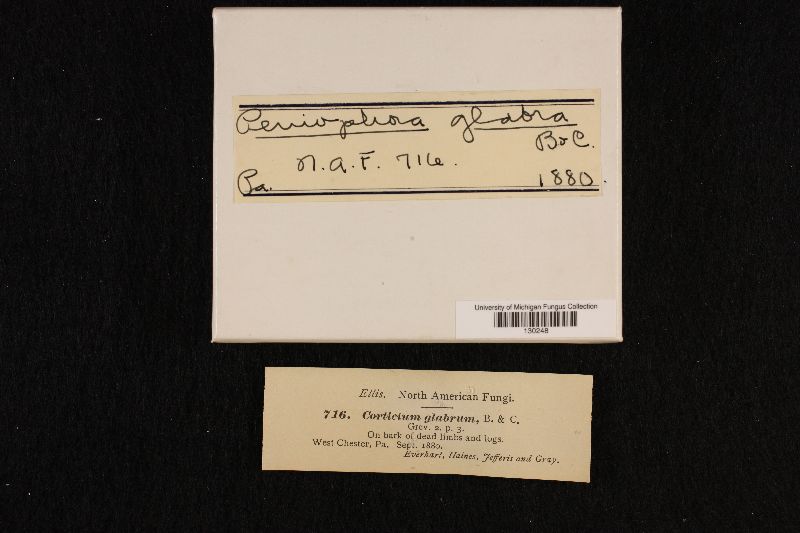 Peniophora glabra
B & C.
N. A. F. 716.
Pa. 1880.
University of Michigan Fungus Collection
130248
Ellis. North American Fungi.
716. Corticium glabrum, B. & C.
Grev. 2. p. 3.
On bark of dead limbs and logs.
West Chester, Pa. Sept. 1880.
Everhart, Haines, Jefferis and Gray.